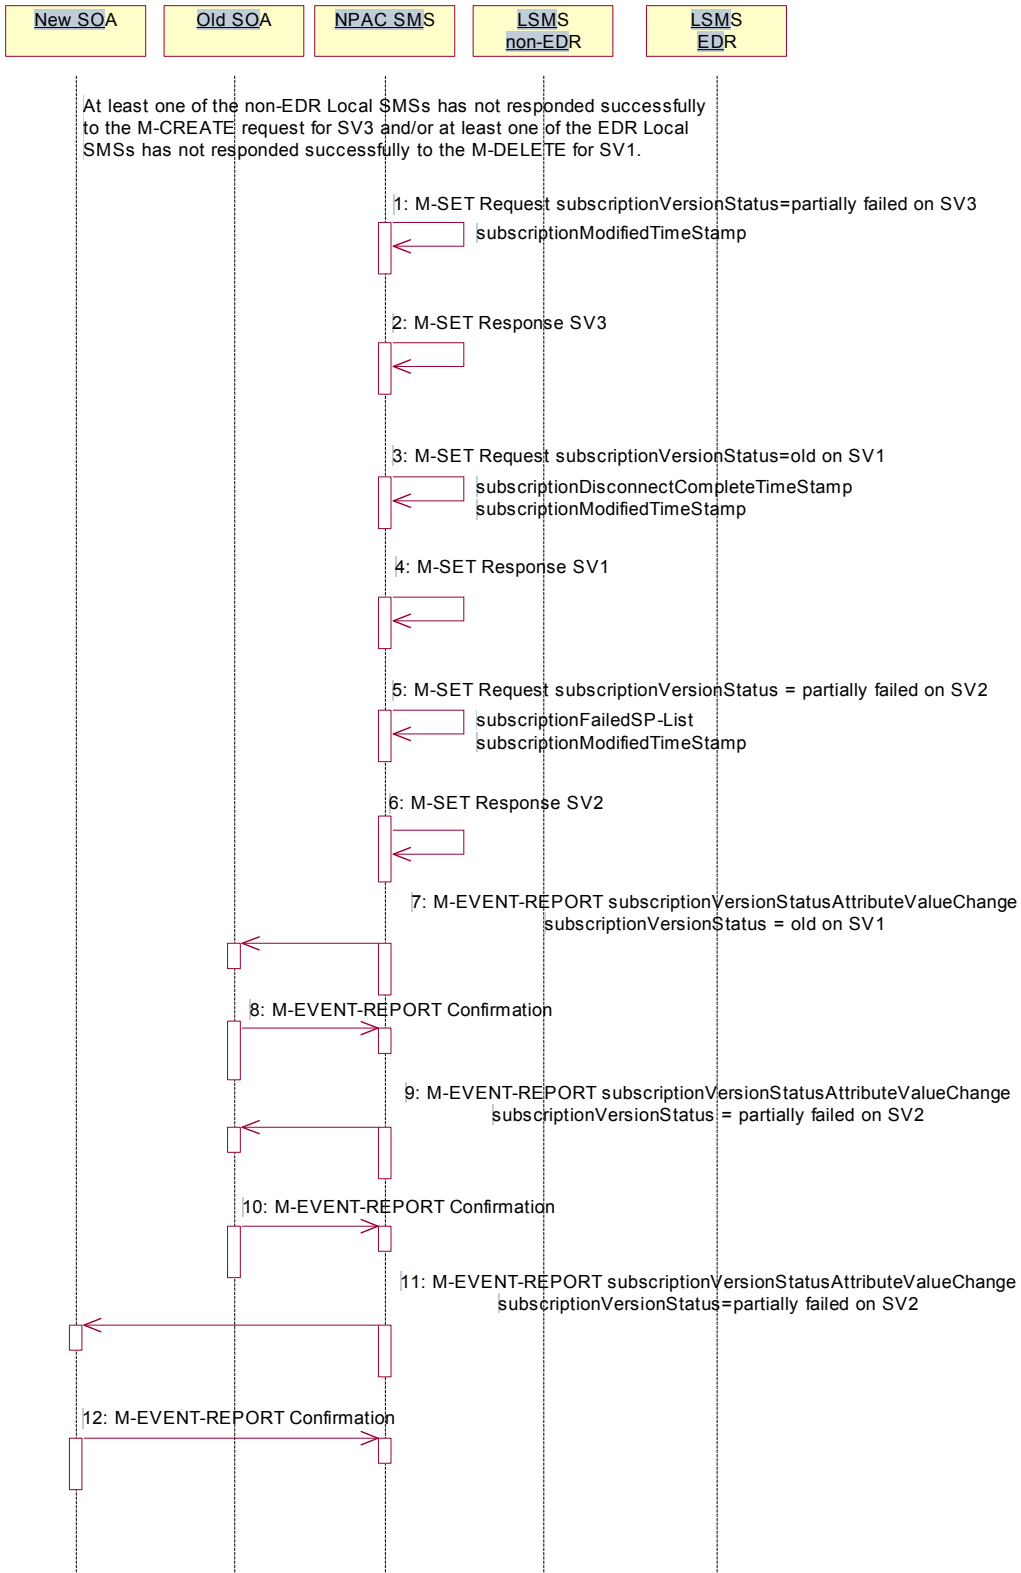 New SOA
Old SOA
NPAC SMS
LSMS
non-EDR
LSMS
EDR
At least one of the non-EDR Local SMSs has not responded successfully
to the M-CREATE request for SV3 and/or at least one of the EDR Local
SMSs has not responded successfully to the M-DELETE for SV1.
1: M-SET Request subscriptionVersionStatus=partially failed on SV3
subscriptionModifiedTimeStamp
2: M-SET Response SV3
3: M-SET Request subscriptionVersionStatus=old on SV1
subscriptionDisconnectCompleteTimeStamp
subscriptionModifiedTimeStamp
4: M-SET Response SV1
5: M-SET Request subscriptionVersionStatus = partially failed on SV2
subscriptionFailedSP-List
subscriptionModifiedTimeStamp
6: M-SET Response SV2
7: M-EVENT-REPORT subscriptionVersionStatusAttributeValueChange
subscriptionVersionStatus = old on SV1
8: M-EVENT-REPORT Confirmation
9: M-EVENT-REPORT subscriptionVersionStatusAttributeValueChange
subscriptionVersionStatus = partially failed on SV2
10: M-EVENT-REPORT Confirmation
11: M-EVENT-REPORT subscriptionVersionStatusAttributeValueChange
subscriptionVersionStatus=partially failed on SV2
12: M-EVENT-REPORT Confirmation